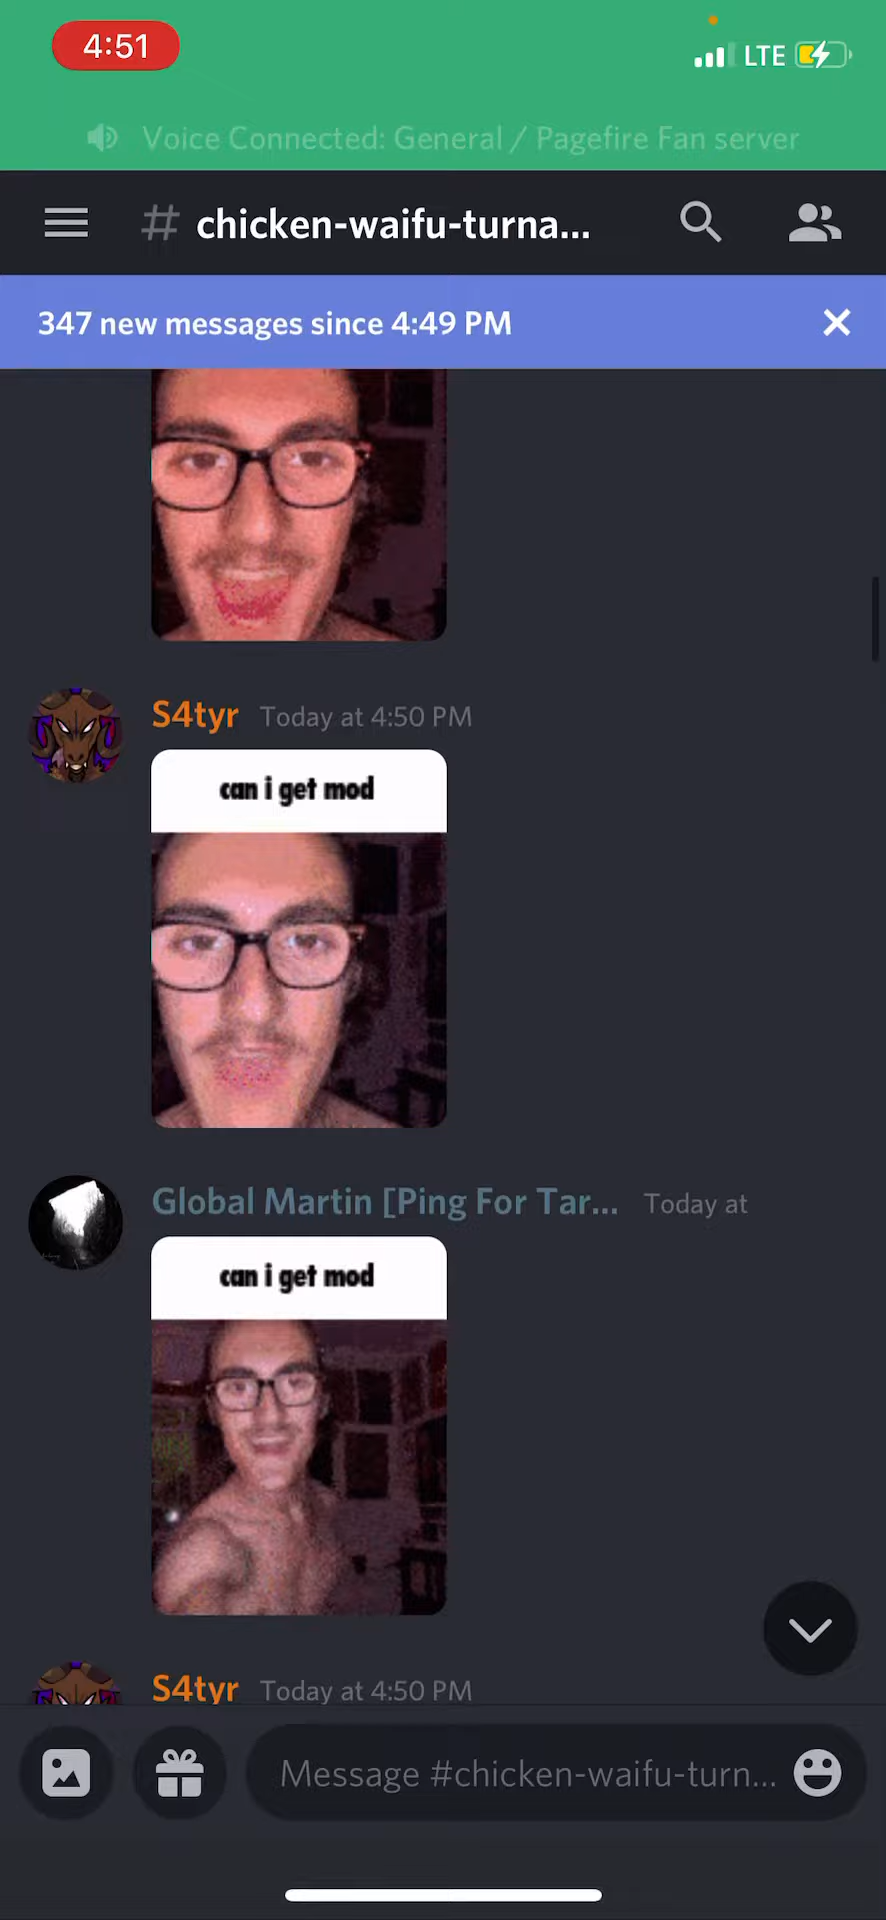 4:51
LTE
Voice Connected: General / Pagefire Fan server
# chicken-waifu-turna...
347 new messages since 4:49 PM
S4tyr Today at 4:50 PM
can i get mod
Global Martin [Ping For Tar... Today at
can i get mod
S4tyr Today at 4:50 PM
Message #chicken-waifu-turn...